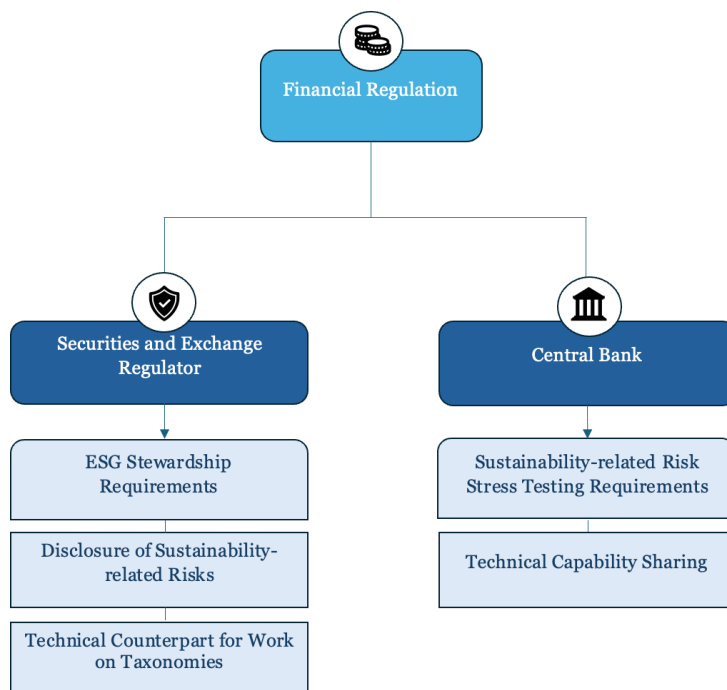 Financial Regulation
Securities and Exchange
Regulator
Central Bank
ESG Stewardship
Requirements
Disclosure of Sustainability-
related Risks
Technical Counterpart for Work
on Taxonomies
Sustainability-related Risk
Stress Testing Requirements
Technical Capability Sharing